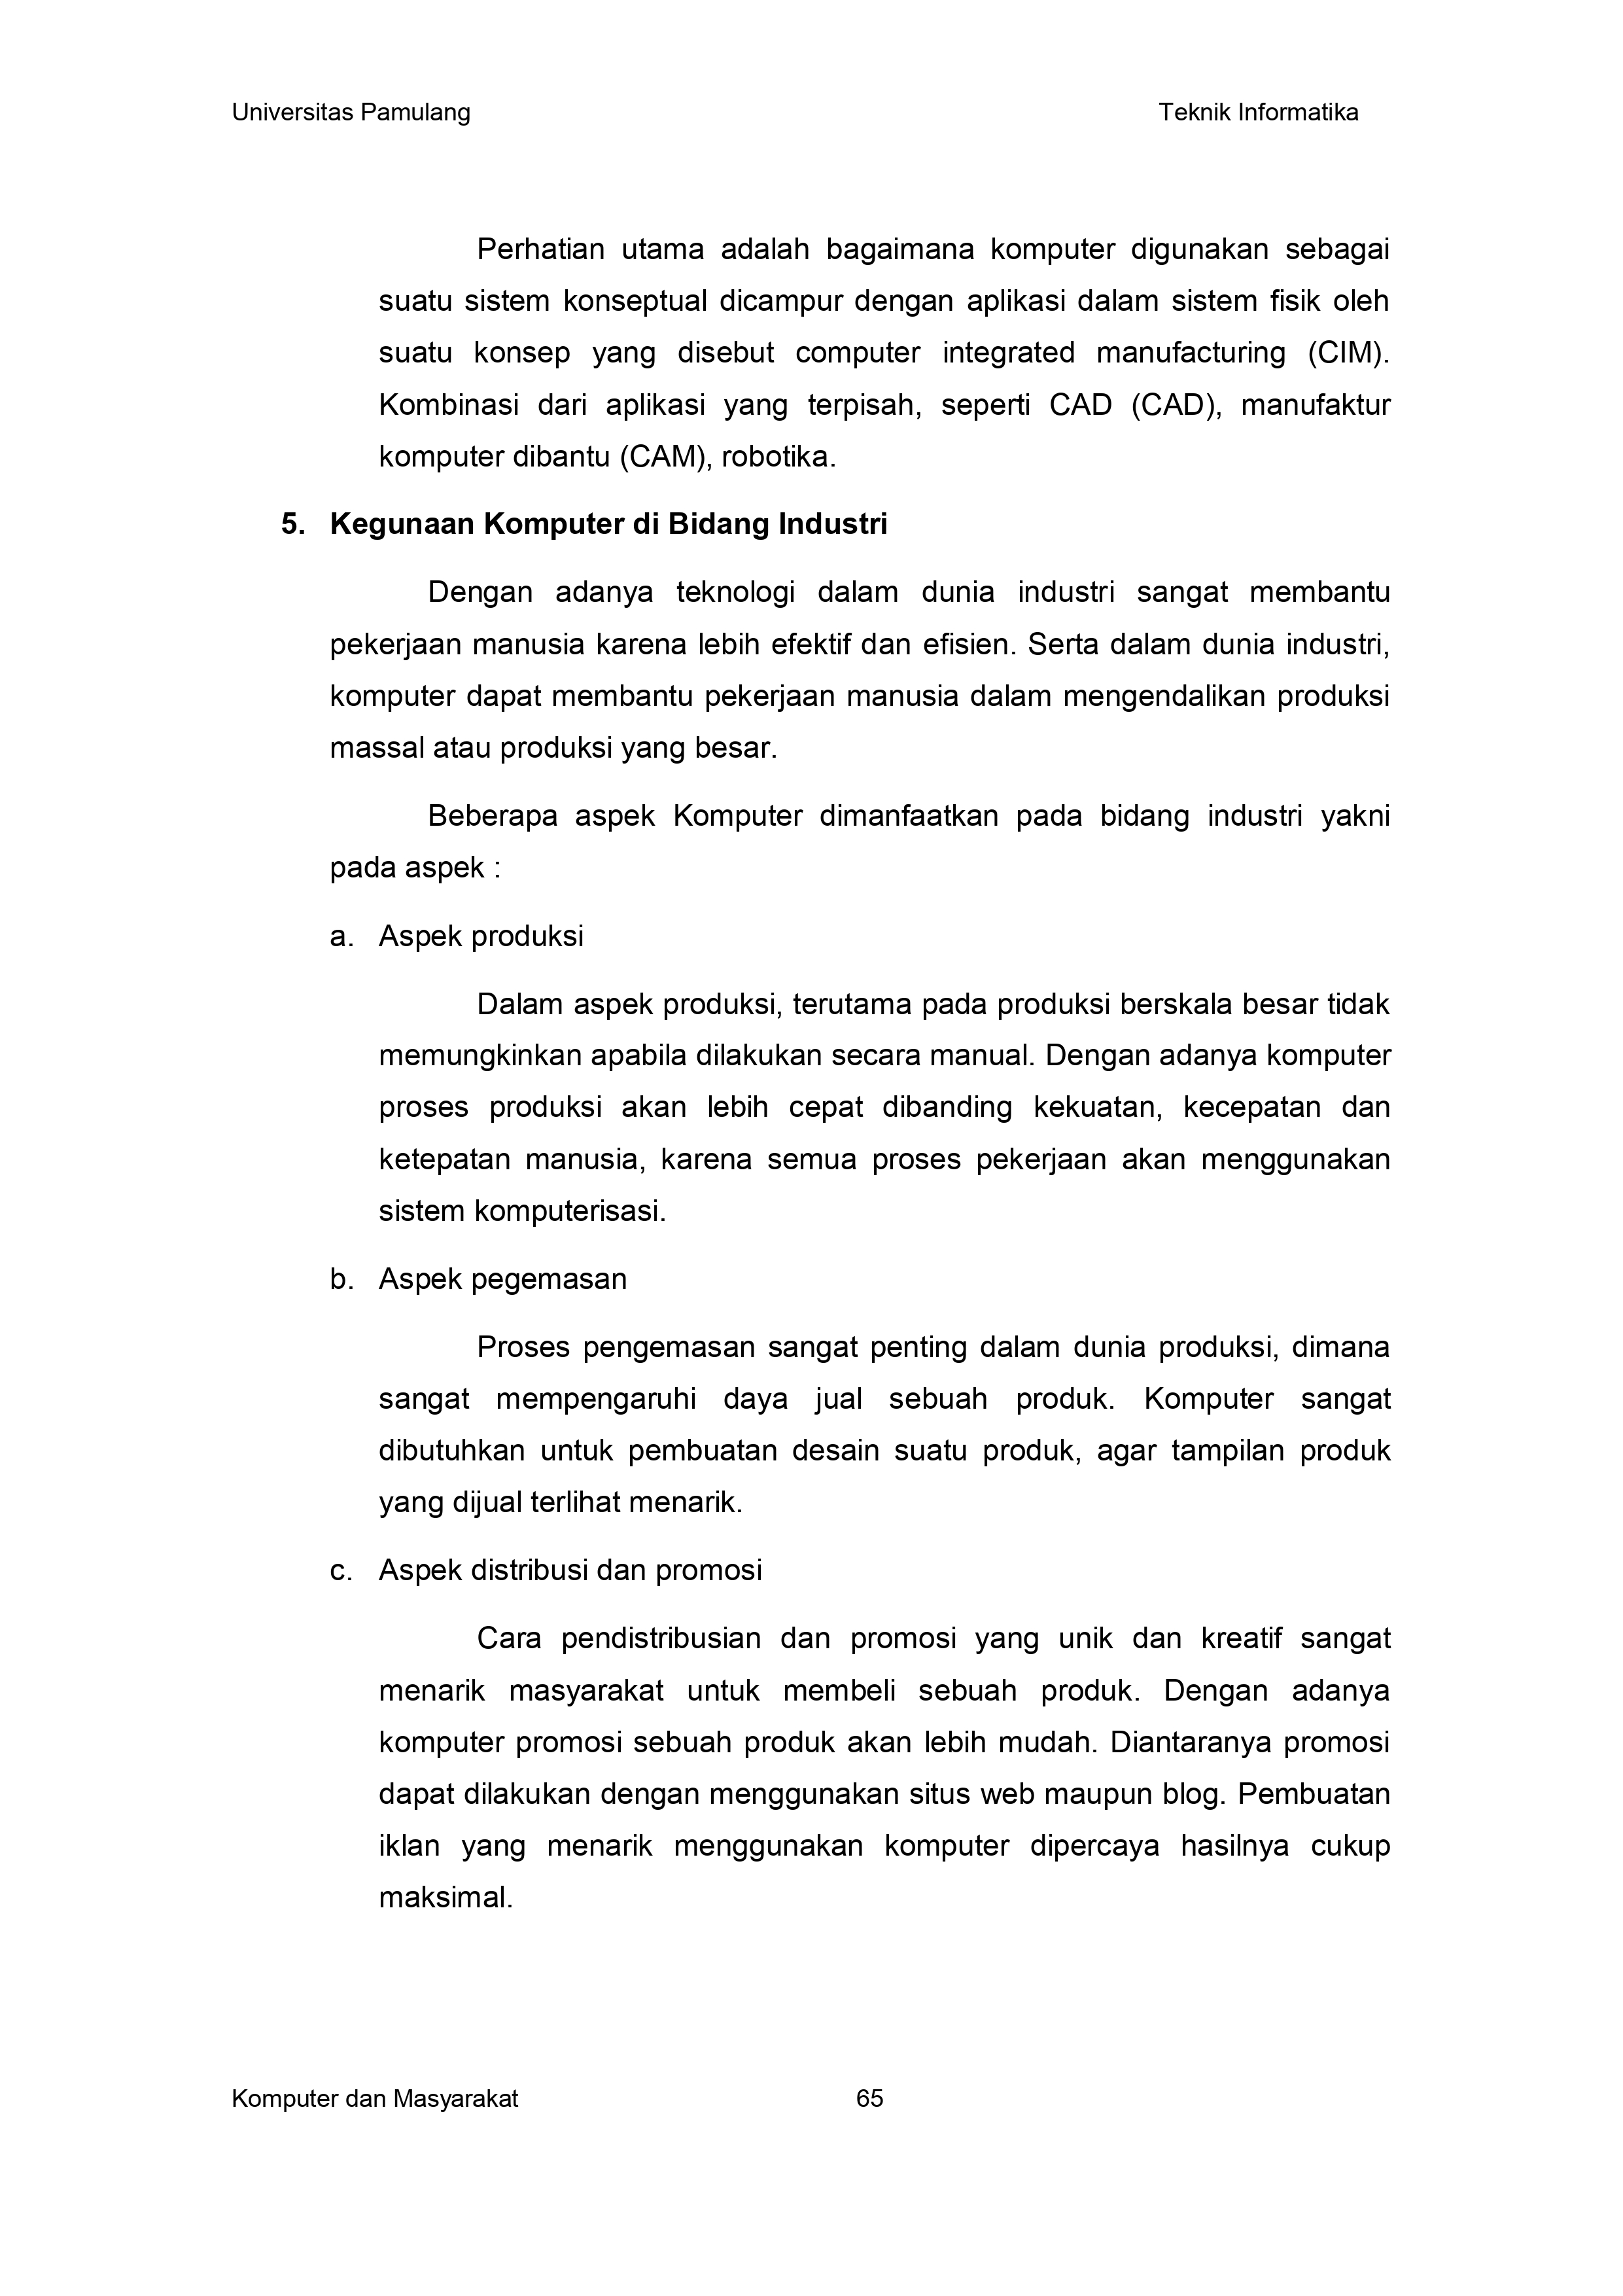 Universitas Pamulang Teknik Informatika
Perhatian utama adalah bagaimana komputer digunakan sebagai
suatu sistem konseptual dicampur dengan aplikasi dalam sistem fisik oleh
suatu konsep yang disebut computer integrated manufacturing (CIM).
Kombinasi dari aplikasi yang terpisah, seperti CAD (CAD), manufaktur
komputer dibantu (CAM), robotika.
5. Kegunaan Komputer di Bidang Industri
Dengan adanya teknologi dalam dunia industri sangat membantu
pekerjaan manusia karena lebih efektif dan efisien. Serta dalam dunia industri,
komputer dapat membantu pekerjaan manusia dalam mengendalikan produksi
massal atau produksi yang besar.
Beberapa aspek Komputer dimanfaatkan pada bidang industri yakni
pada aspek :
a. Aspek produksi
Dalam aspek produksi, terutama pada produksi berskala besar tidak
memungkinkan apabila dilakukan secara manual. Dengan adanya komputer
proses produksi akan lebih cepat dibanding kekuatan, kecepatan dan
ketepatan manusia, karena semua proses pekerjaan akan menggunakan
sistem komputerisasi.
b. Aspek pegemasan
Proses pengemasan sangat penting dalam dunia produksi, dimana
sangat mempengaruhi daya jual sebuah produk. Komputer sangat
dibutuhkan untuk pembuatan desain suatu produk, agar tampilan produk
yang dijual terlihat menarik.
c. Aspek distribusi dan promosi
Cara pendistribusian dan promosi yang unik dan kreatif sangat
menarik masyarakat untuk membeli sebuah produk. Dengan adanya
komputer promosi sebuah produk akan lebih mudah. Diantaranya promosi
dapat dilakukan dengan menggunakan situs web maupun blog. Pembuatan
iklan yang menarik menggunakan komputer dipercaya hasilnya cukup
maksimal.
Komputer dan Masyarakat 65